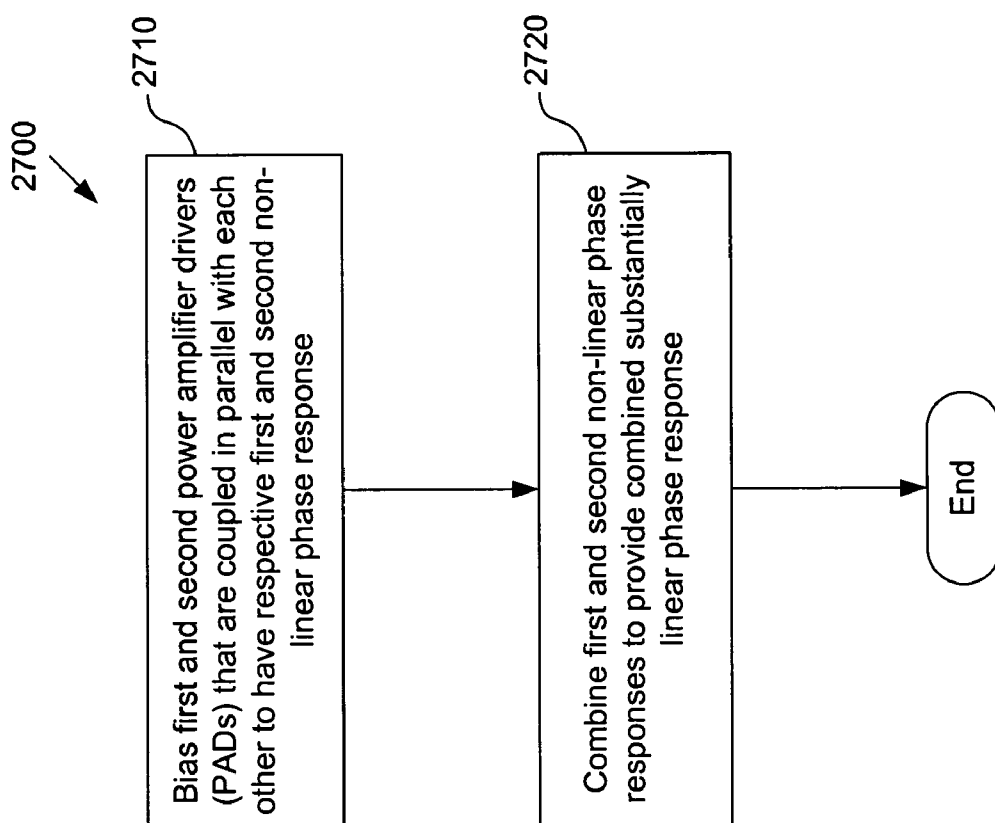 2700
2710
Bias first and second power amplifier drivers
(PADs) that are coupled in parallel with each
other to have respective first and second non-
linear phase response
2720
Combine first and second non-linear phase
responses to provide combined substantially
linear phase response
End